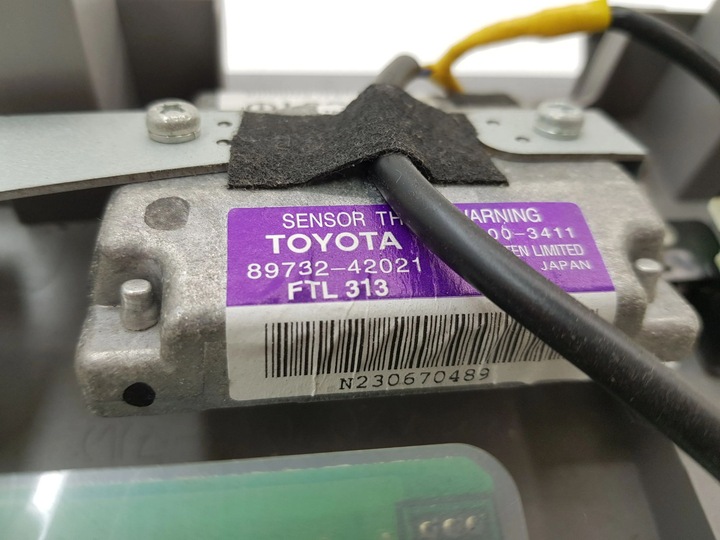 SENSOR TH WARNING
TOYOTA 00-3411
89732-42021 TEN LIMITED
FTL 313 JAPAN
N230670489